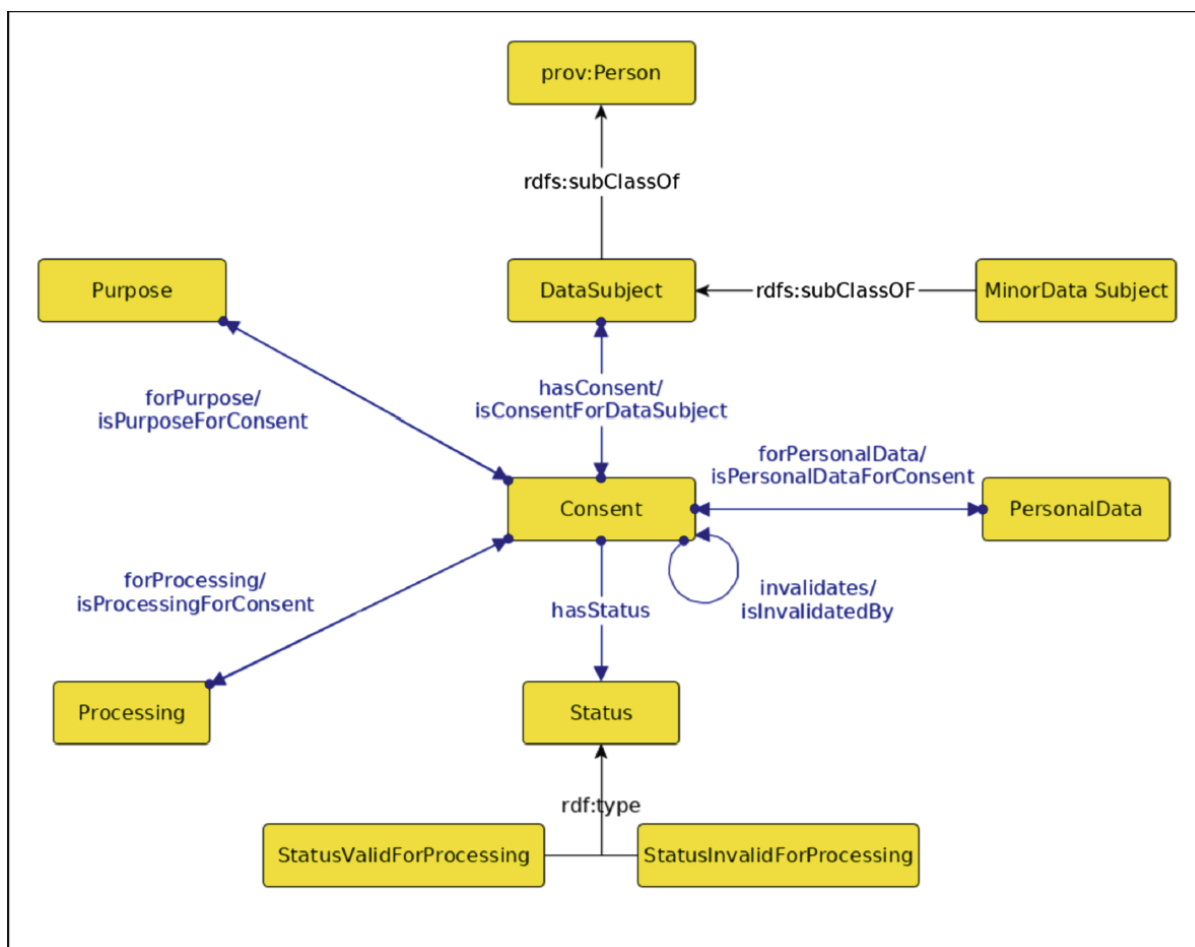 prov:Person
rdfs:subClassOf
Purpose
DataSubject
rdfs:subClassOF
MinorData Subject
forPurpose/
isPurposeForConsent
hasConsent/
isConsentForDataSubject
forPersonalData/
isPersonalDataForConsent
Consent
PersonalData
forProcessing/
isProcessingForConsent
hasStatus
invalidates/
isInvalidatedBy
Processing
Status
rdf:type
StatusValidForProcessing
StatusInvalidForProcessing